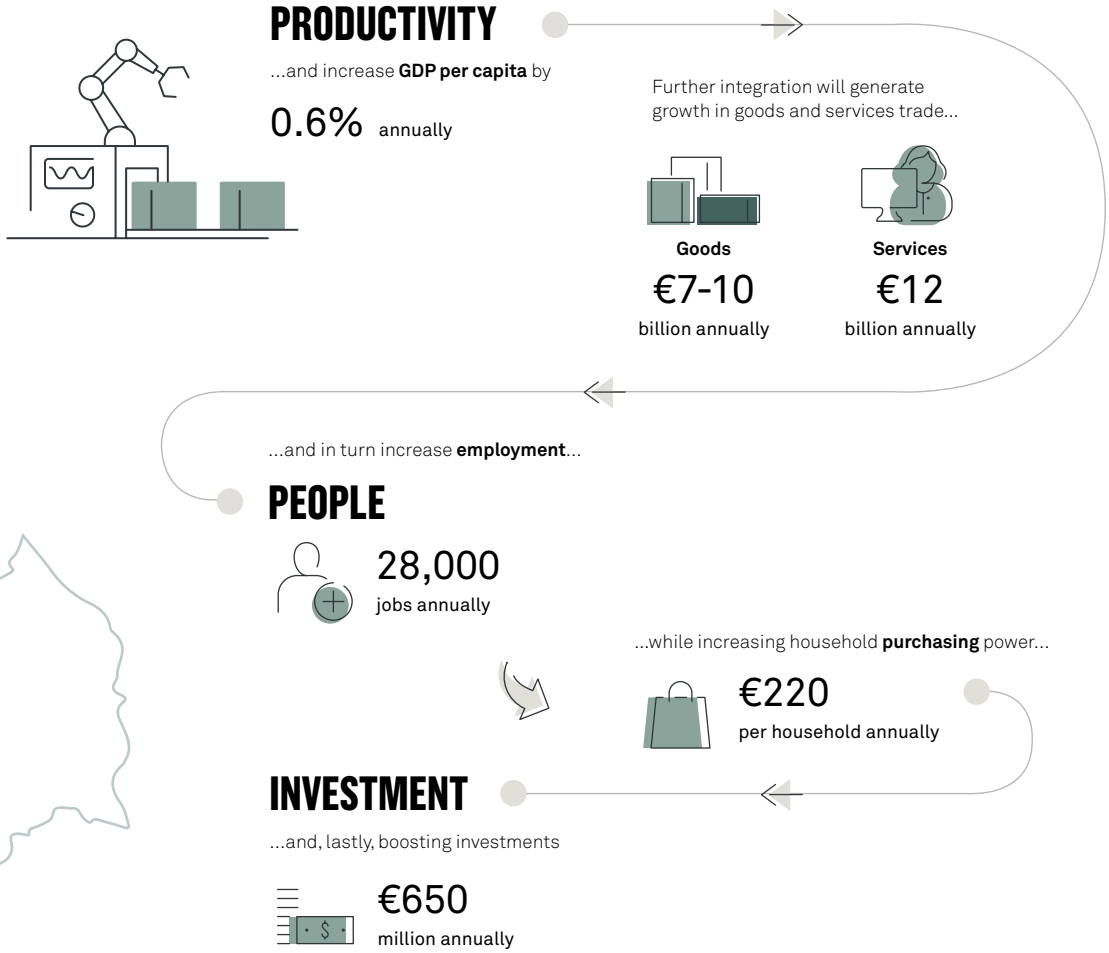 PRODUCTIVITY
...and increase GDP per capita by
0.6% annually
Further integration will generate
growth in goods and services trade...
Goods
€7-10
billion annually
Services
€12
billion annually
...and in turn increase employment...
PEOPLE
28,000
jobs annually
...while increasing household purchasing power...
€220
per household annually
INVESTMENT
...and, lastly, boosting investments
$
€650
million annually